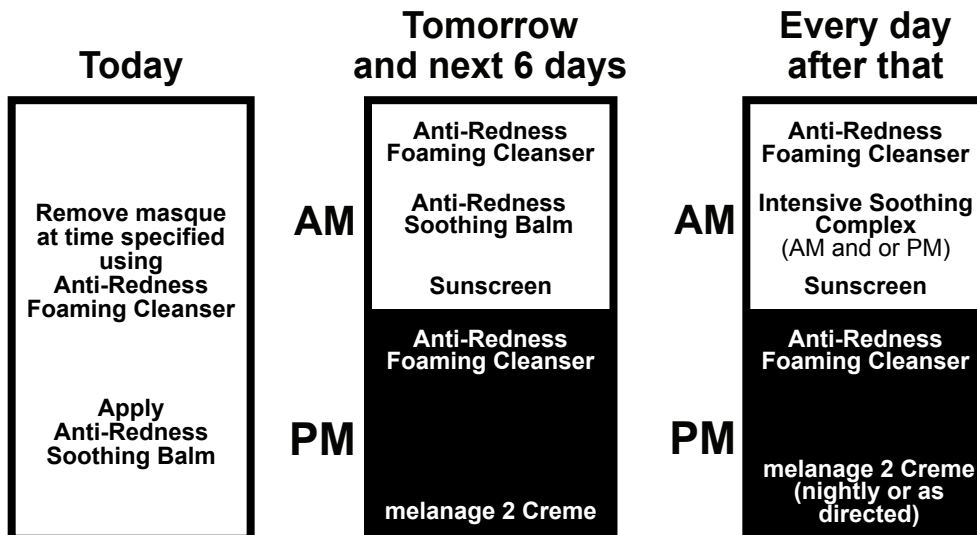 Today
Remove masque
at time specified
using
Anti-Redness
Foaming Cleanser
Apply
Anti-Redness
Soothing Balm
Tomorrow
and next 6 days
AM
Anti-Redness
Foaming Cleanser
Anti-Redness
Soothing Balm
Sunscreen
PM
Anti-Redness
Foaming Cleanser
melanage 2 Creme
Every day
after that
AM
Anti-Redness
Foaming Cleanser
Intensive Soothing
Complex
(AM and or PM)
Sunscreen
PM
Anti-Redness
Foaming Cleanser
melanage 2 Creme
(nightly or as
directed)